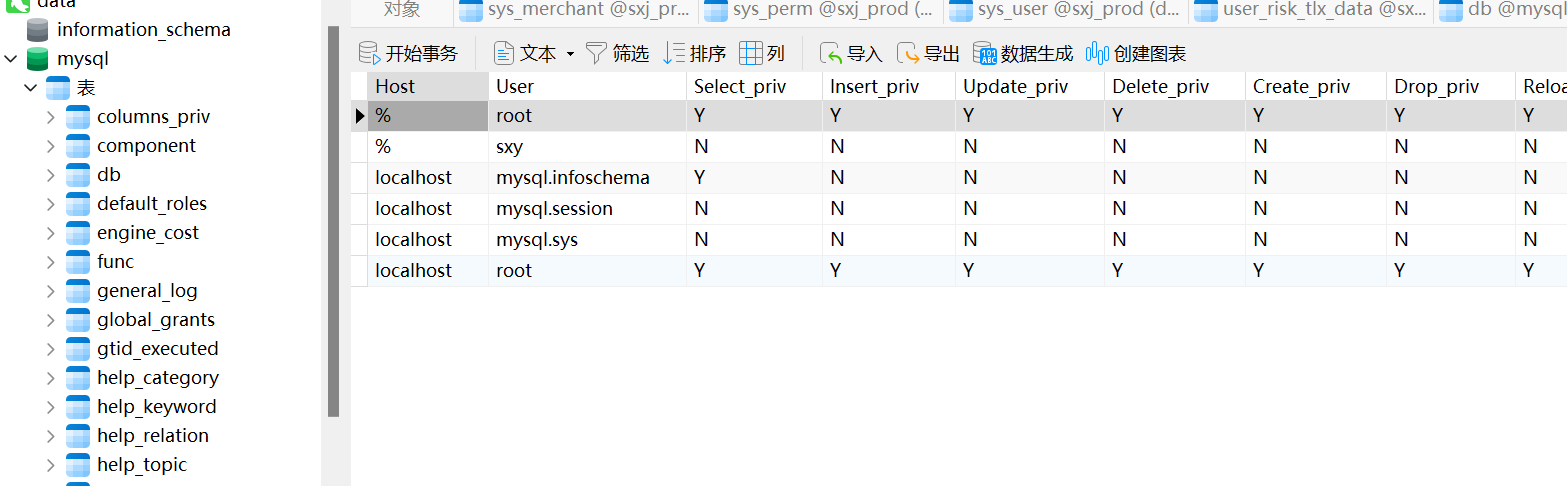 data
information_schema
mysql
表
columns_priv
component
db
default_roles
engine_cost
func
general_log
global_grants
gtid_executed
help_category
help_keyword
help_relation
help_topic
对象 sys_merchant @sxj_pr... sys_perm @sxj_prod (... sys_user @sxj_prod (d... user_risk_tlx_data @sx... db @mysql
开始事务 文本 筛选 排序 列 导入 导出 数据生成 创建图表
Host User Select_priv Insert_priv Update_priv Delete_priv Create_priv Drop_priv Reloa
% root Y Y Y Y Y Y Y
% sxy N N N N N N N
localhost mysql.infoschema Y N N N N N N
localhost mysql.session N N N N N N N
localhost mysql.sys N N N N N N N
localhost root Y Y Y Y Y Y Y